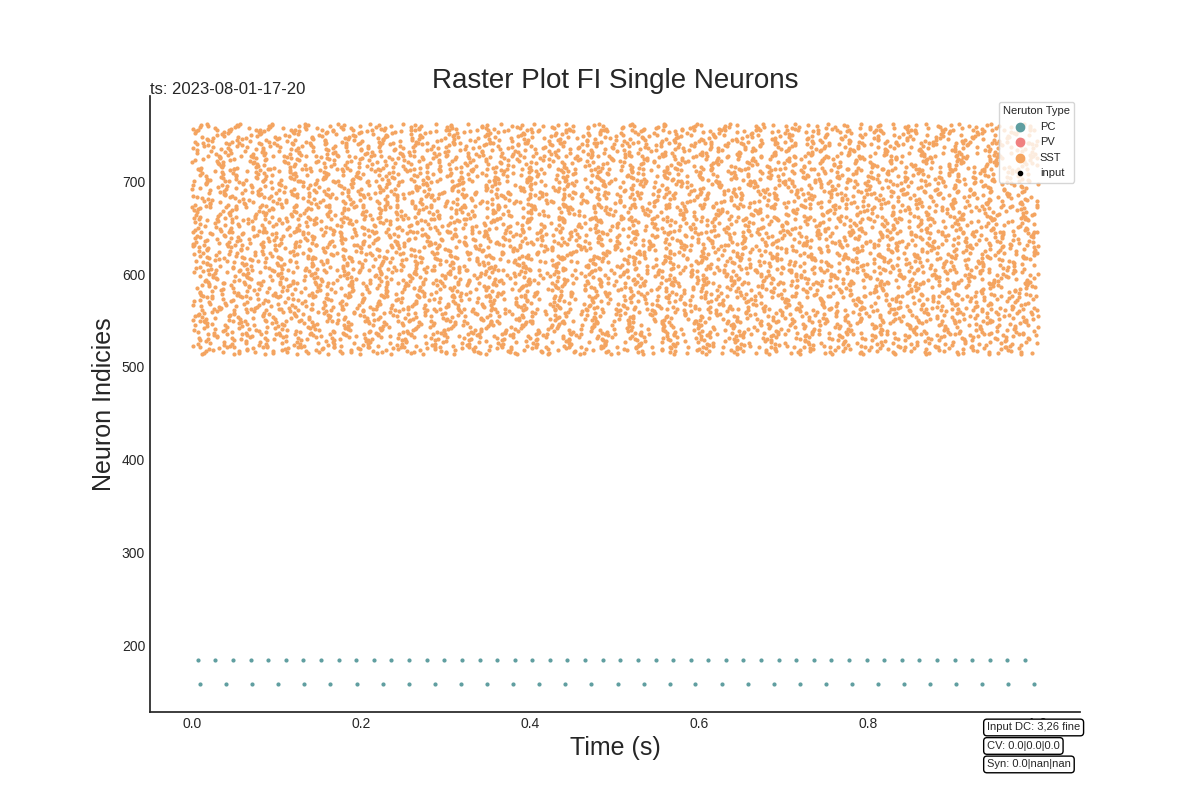 Raster Plot FI Single Neurons
ts: 2023-08-01-17-20
Neruton Type
PC
PV
SST
input
Neuron Indicies
700
600
500
400
300
200
0.0 0.2 0.4 0.6 0.8
Time (s)
Input DC: 3,26 fine
CV: 0.0|0.0|0.0
Syn: 0.0|nan|nan